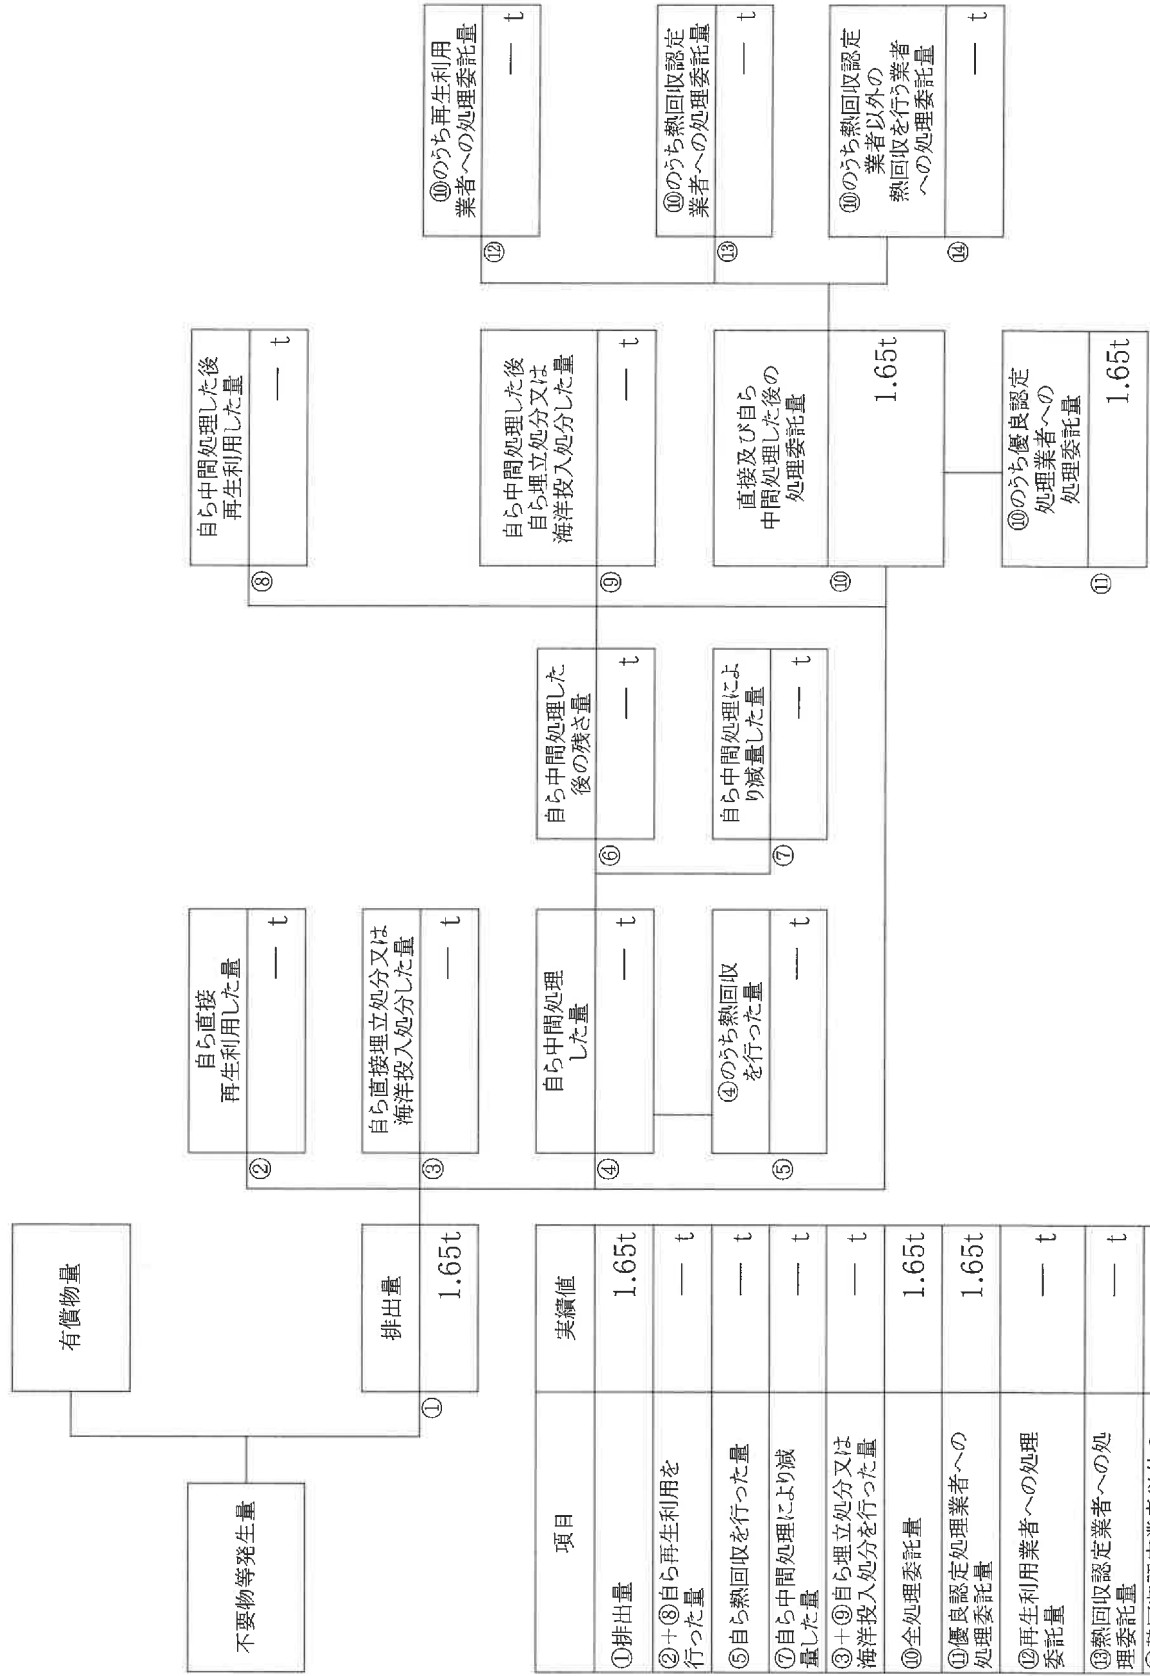 不要物等発生量
有償物量
①
排出量
1.65t
②
自ら直接
再生利用した量
— t
③
自ら直接埋立処分又は
海洋投入処分した量
— t
④
自ら中間処理
した量
— t
⑤
④のうち熱回収
を行った量
— t
⑥
自ら中間処理した
後の残さ量
— t
⑦
自ら中間処理によ
り減量した量
— t
⑧
自ら中間処理した後
再生利用した量
— t
⑨
自ら中間処理した後
自ら埋立処分又は
海洋投入処分した量
— t
⑩
直接及び自ら
中間処理した後の
処理委託量
1.65t
⑪
⑩のうち優良認定
処理業者への
処理委託量
1.65t
⑫
⑩のうち再生利用
業者への処理委託量
— t
⑬
⑩のうち熱回収認定
業者への処理委託量
— t
⑭
⑩のうち熱回収認定
業者以外の
熱回収を行う業者
への処理委託量
— t
項目 実績値
①排出量 1.65t
②+⑧自ら再生利用を
行った量 — t
⑤自ら熱回収を行った量 — t
⑦自ら中間処理により減
量した量 — t
③+⑨自ら埋立処分又は
海洋投入処分を行った量 — t
⑩全処理委託量 1.65t
⑪優良認定処理業者への
処理委託量 1.65t
⑫再生利用業者への処理
委託量 — t
⑬熱回収認定業者への処
理委託量 — t